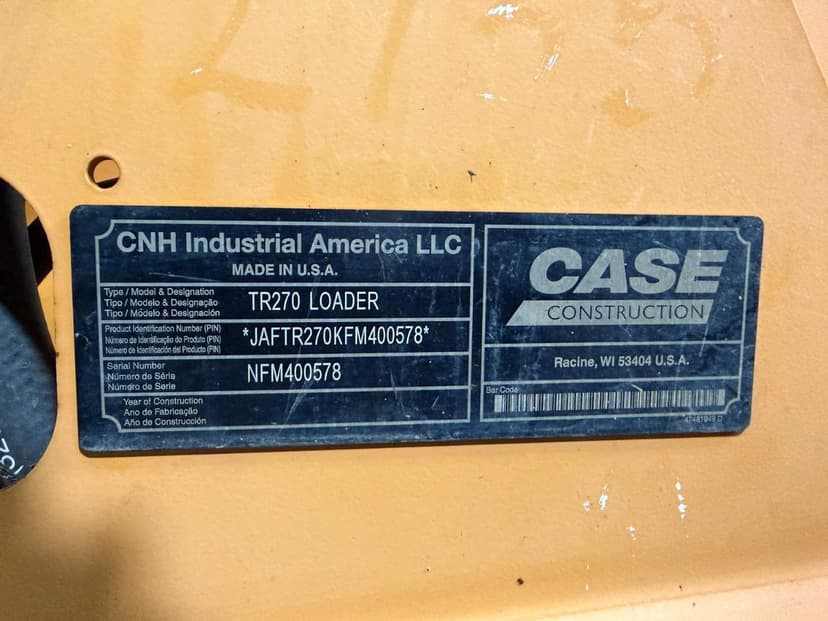 CNH Industrial America LLC
MADE IN U.S.A.
Type / Model & Designation
Tipo / Modelo & Designação
Tipo / Modelo & Designación
TR270 LOADER
Product Identification Number (PIN)
Número de Identificação do Produto (PIN)
Número de Identificación del Producto (PIN)
*JAFTR270KFM400578*
Serial Number
Número de Série
Número de Serie
NFM400578
Year of Construction
Ano de Fabricação
Año de Construcción
CASE
CONSTRUCTION
Racine, WI 53404 U.S.A.
Bar Code